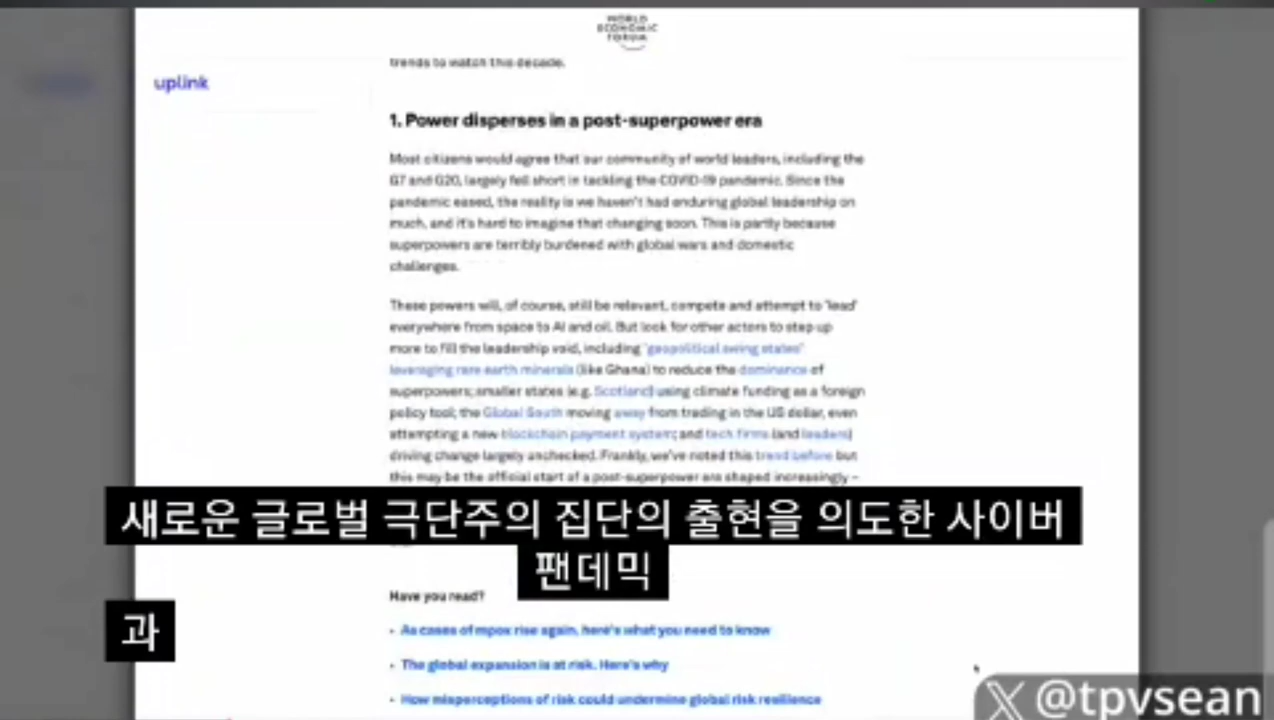 WORLD
ECONOMIC
FORUM
trends to watch this decade.
uplink
1. Power disperses in a post-superpower era
Most citizens would agree that our community of world leaders, including the
G7 and G20, largely fell short in tackling the COVID-19 pandemic. Since the
pandemic eased, the reality is we haven't had enduring global leadership on
much, and it's hard to imagine that changing soon. This is partly because
superpowers are terribly burdened with global wars and domestic
challenges.
These powers will, of course, still be relevant, compete and attempt to 'lead'
everywhere from space to AI and oil. But look for other actors to step up
more to fill the leadership void, including 'geopolitical swing states'
leveraging rare earth minerals (like Ghana) to reduce the dominance of
superpowers; smaller states (e.g. Scotland) using climate funding as a foreign
policy tool; the Global South moving away from trading in the US dollar, even
attempting a new blockchain payment system; and tech firms (and leaders)
driving change largely unchecked. Frankly, we've noted this trend before but
this may be the official start of a post-superpower era shaped increasingly –
새로운 글로벌 극단주의 집단의 출현을 의도한 사이버
팬데믹
과
Have you read?
• As cases of mpox rise again, here's what you need to know
• The global expansion is at risk. Here's why
• How misperceptions of risk could undermine global risk resilience
X @tpvsean